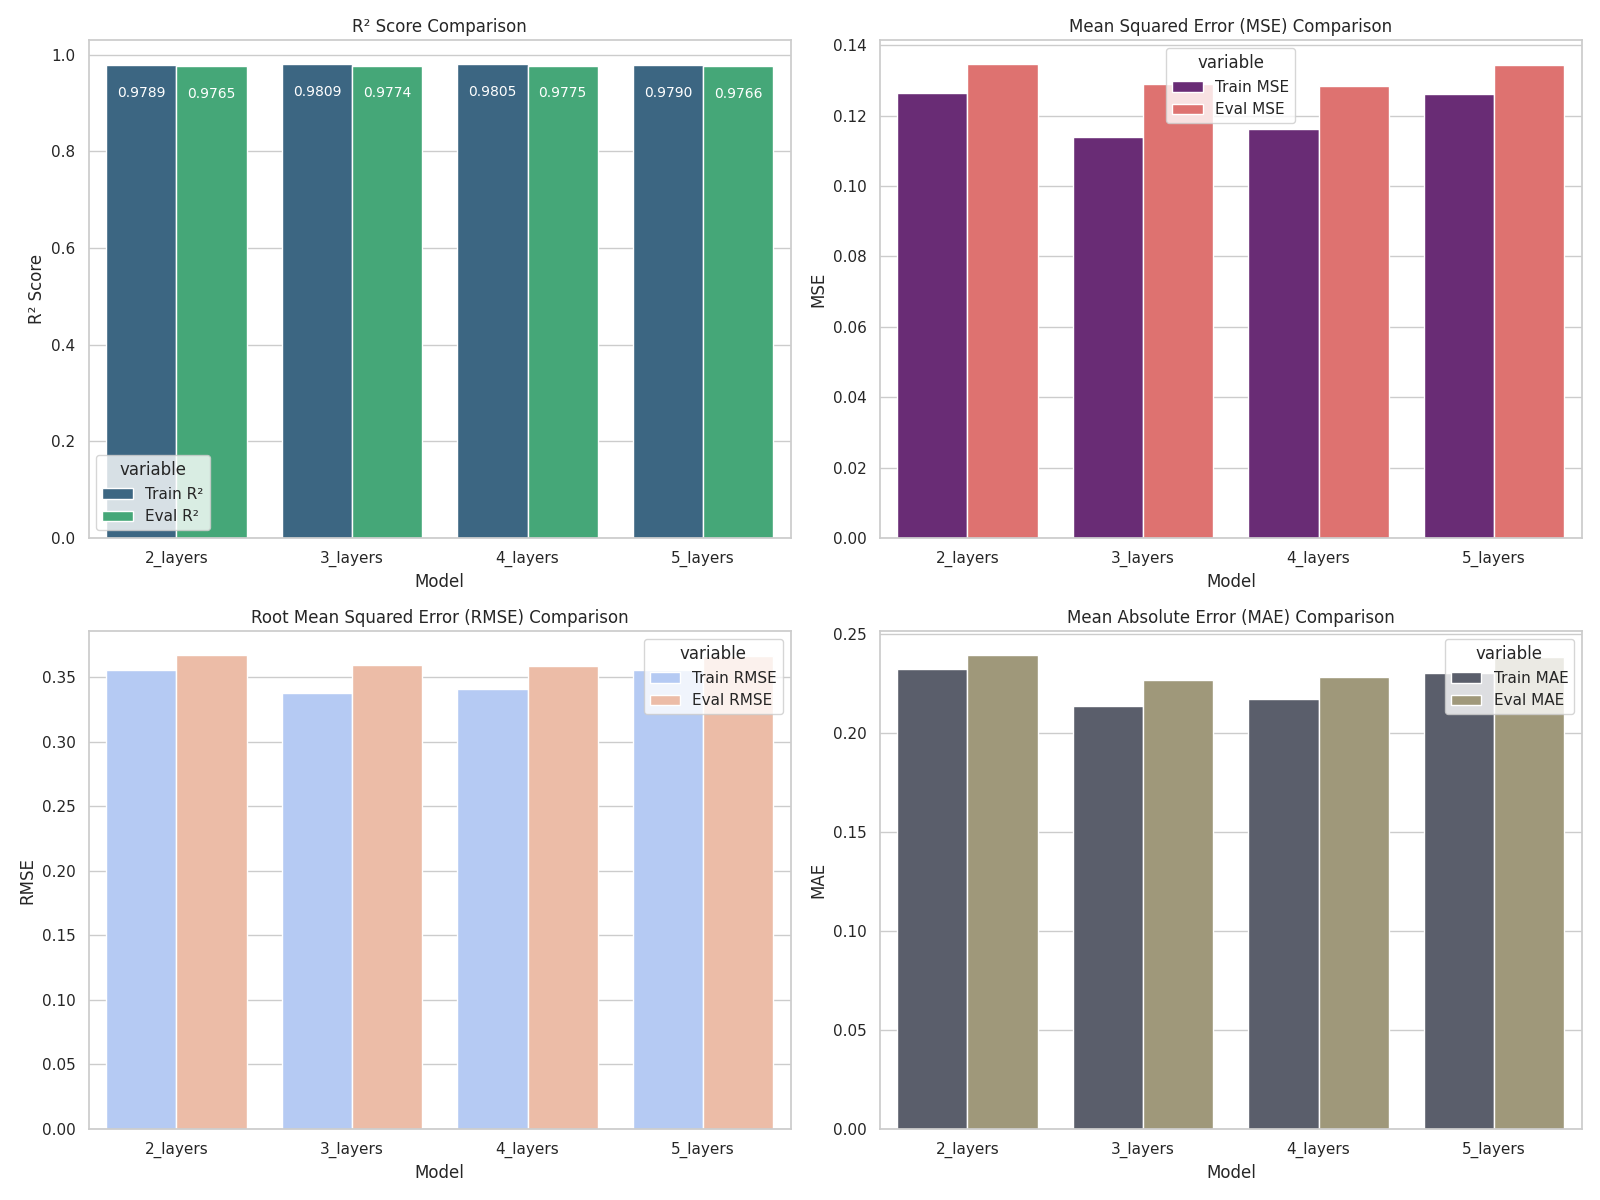 R² Score Comparison
1.0
0.8
0.6
0.4
0.2
0.0
R² Score
0.9789
0.9765
0.9809
0.9774
0.9805
0.9775
0.9790
0.9766
variable
Train R²
Eval R²
2_layers
3_layers
4_layers
5_layers
Model
Mean Squared Error (MSE) Comparison
0.14
0.12
0.10
0.08
0.06
0.04
0.02
0.00
MSE
variable
Train MSE
Eval MSE
2_layers
3_layers
4_layers
5_layers
Model
Root Mean Squared Error (RMSE) Comparison
0.35
0.30
0.25
0.20
0.15
0.10
0.05
0.00
RMSE
variable
Train RMSE
Eval RMSE
2_layers
3_layers
4_layers
5_layers
Model
Mean Absolute Error (MAE) Comparison
0.25
0.20
0.15
0.10
0.05
0.00
MAE
variable
Train MAE
Eval MAE
2_layers
3_layers
4_layers
5_layers
Model